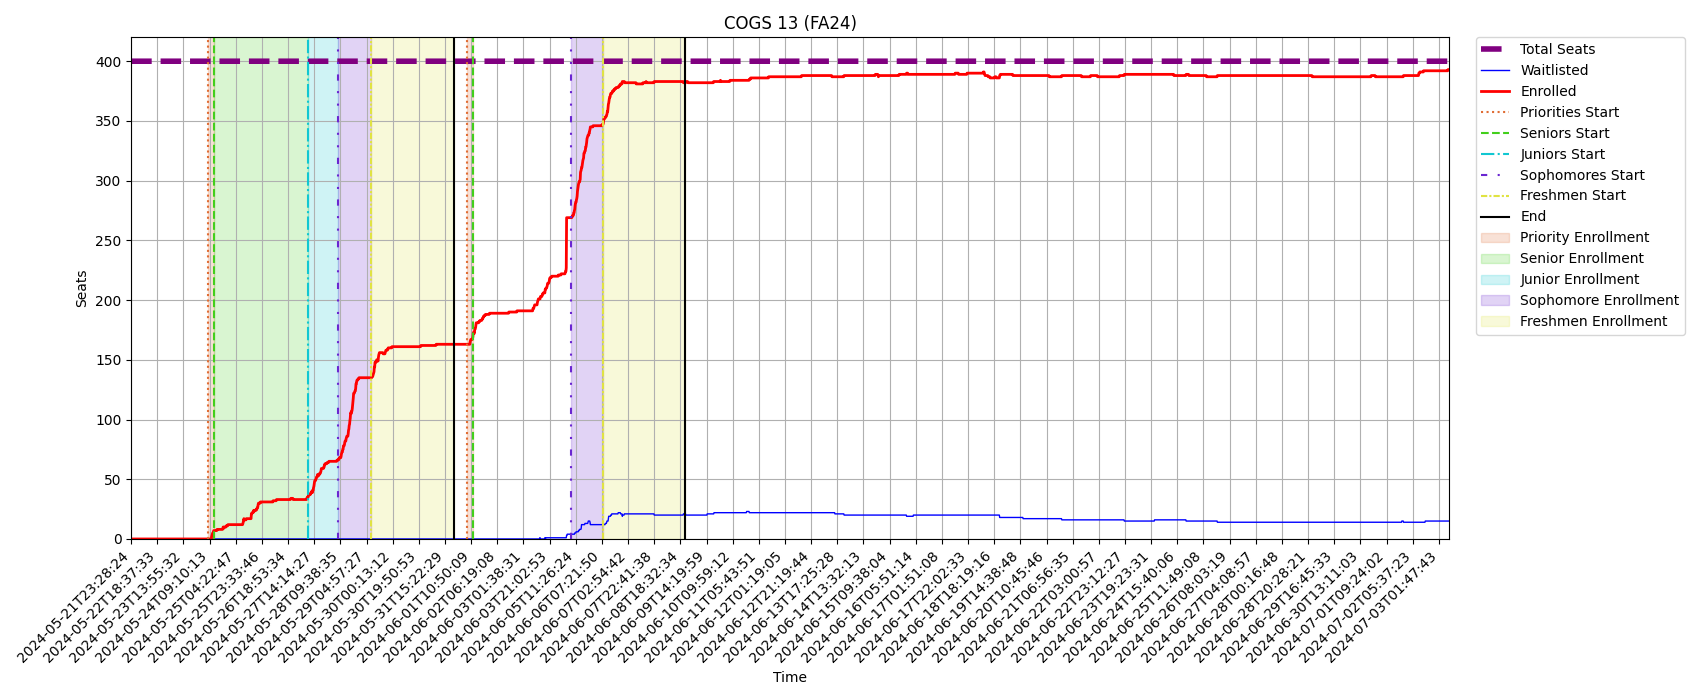 COGS 13 (FA24)
400
350
300
250
200
150
100
50
0
Seats
Total Seats
Waitlisted
Enrolled
Priorities Start
Seniors Start
Juniors Start
Sophomores Start
Freshmen Start
End
Priority Enrollment
Senior Enrollment
Junior Enrollment
Sophomore Enrollment
Freshmen Enrollment
2024-05-21T23:28:24
2024-05-22T18:37:33
2024-05-23T13:55:32
2024-05-24T09:10:13
2024-05-25T04:22:47
2024-05-25T23:33:46
2024-05-26T18:53:34
2024-05-27T14:14:27
2024-05-28T09:38:35
2024-05-29T04:57:27
2024-05-30T00:13:12
2024-05-30T19:50:53
2024-05-31T15:22:29
2024-06-01T10:50:09
2024-06-02T06:19:08
2024-06-03T01:38:31
2024-06-03T21:02:53
2024-06-05T11:26:24
2024-06-06T07:21:50
2024-06-07T02:54:42
2024-06-07T22:41:38
2024-06-08T18:32:34
2024-06-09T14:19:59
2024-06-10T10:59:12
2024-06-11T05:43:51
2024-06-12T01:19:05
2024-06-12T21:19:44
2024-06-13T17:25:28
2024-06-14T13:32:13
2024-06-15T09:38:04
2024-06-16T05:51:14
2024-06-17T01:51:08
2024-06-17T22:02:33
2024-06-18T18:19:16
2024-06-19T14:38:48
2024-06-20T10:45:46
2024-06-21T06:56:35
2024-06-22T03:00:57
2024-06-22T23:12:27
2024-06-23T19:23:31
2024-06-24T15:40:06
2024-06-25T11:49:08
2024-06-26T08:03:19
2024-06-27T04:08:57
2024-06-28T00:16:48
2024-06-28T20:28:21
2024-06-29T16:45:33
2024-06-30T13:11:03
2024-07-01T09:24:02
2024-07-02T05:37:23
2024-07-03T01:47:43
Time